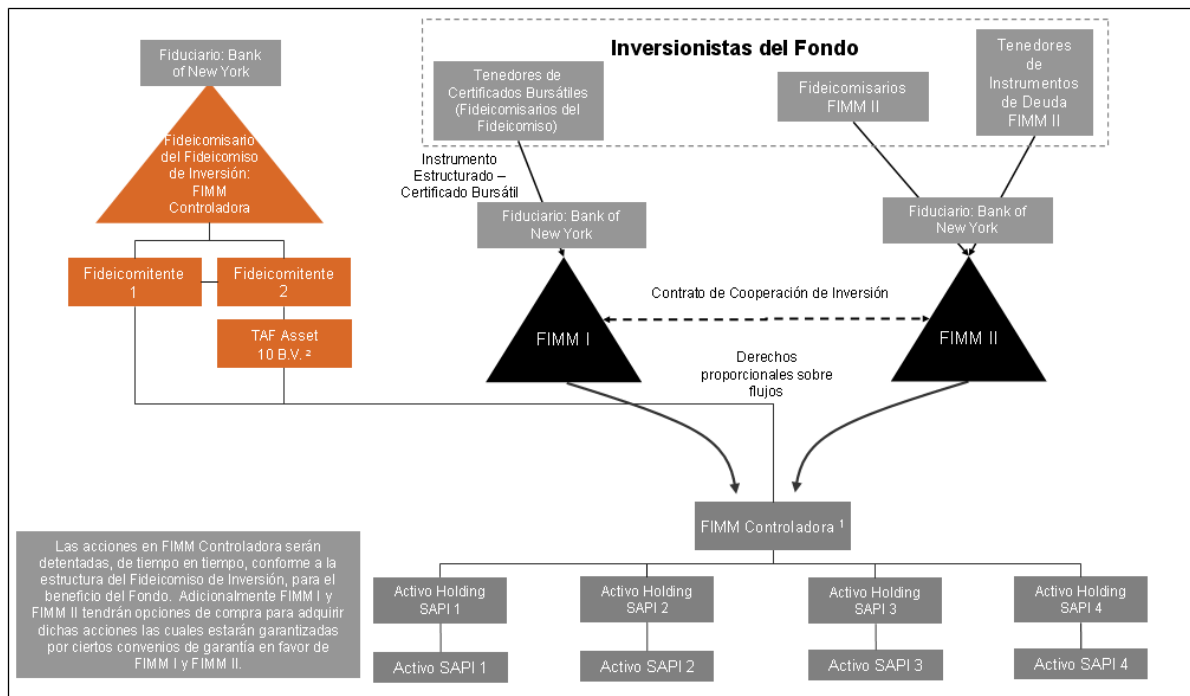 Fiduciario: Bank
of New York
Fideicomisario
del Fideicomiso
de Inversión:
FIMM
Controladora
Fideicomitente
1
Fideicomitente
2
TAF Asset
10 B.V. ²
Inversionistas del Fondo
Tenedores de
Certificados Bursátiles
(Fideicomisarios del
Fideicomiso)
Fideicomisarios
FIMM II
Tenedores
de
Instrumentos
de Deuda
FIMM II
Instrumento
Estructurado –
Certificado Bursátil
Fiduciario: Bank of
New York
Fiduciario: Bank of
New York
Contrato de Cooperación de Inversión
FIMM I
FIMM II
Derechos
proporcionales sobre
flujos
FIMM Controladora ¹
Las acciones en FIMM Controladora serán
detentadas, de tiempo en tiempo, conforme a la
estructura del Fideicomiso de Inversión, para el
beneficio del Fondo. Adicionalmente FIMM I y
FIMM II tendrán opciones de compra para adquirir
dichas acciones las cuales estarán garantizadas
por ciertos convenios de garantía en favor de
FIMM I y FIMM II.
Activo Holding
SAPI 1
Activo Holding
SAPI 2
Activo Holding
SAPI 3
Activo Holding
SAPI 4
Activo SAPI 1
Activo SAPI 2
Activo SAPI 3
Activo SAPI 4